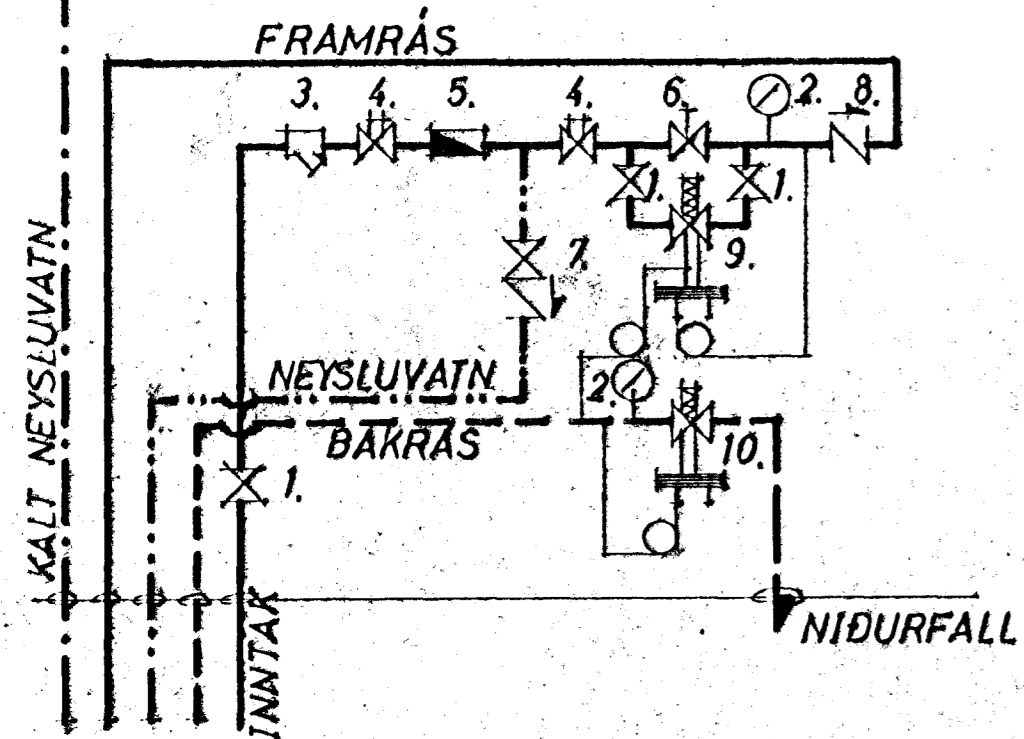 FRAMRÁS
3. 4. 5. 4. 6. 2. 8.
1. 1.
9.
7.
KALT NEYSLUVATN
NEYSLUVATN
2.
BAKRÁS
10.
1.
INNTAK
NIÐURFALL